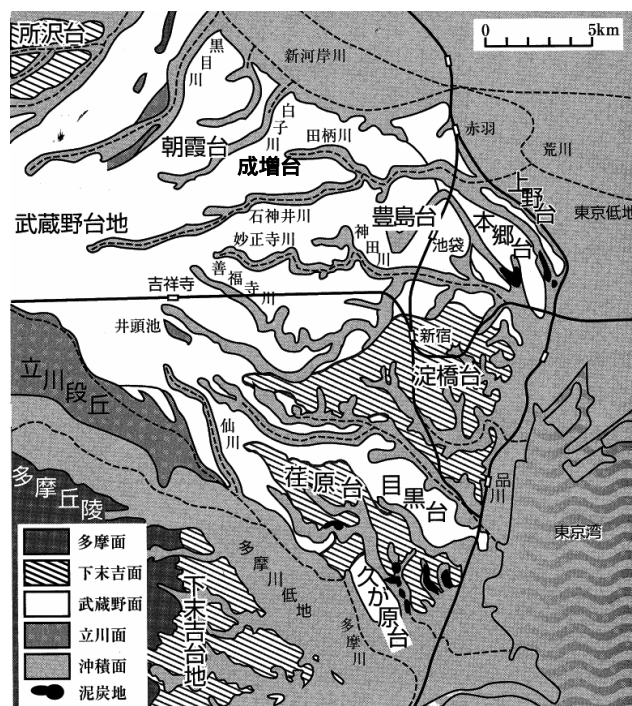 所沢台
黒目川
新河岸川
0 5km
朝霞台
白子川
成増台
田柄川
赤羽
荒川
上野台
本郷台
東京低地
武蔵野台地
石神井川
豊島台
池袋
妙正寺川
神田川
善福寺川
吉祥寺
井頭池
新宿
淀橋台
立川段丘
仙川
荏原台
目黒台
品川
東京湾
多摩丘陵
多摩川低地
久が原台
多摩川
下末吉台地
多摩面
下末吉面
武蔵野面
立川面
沖積面
泥炭地